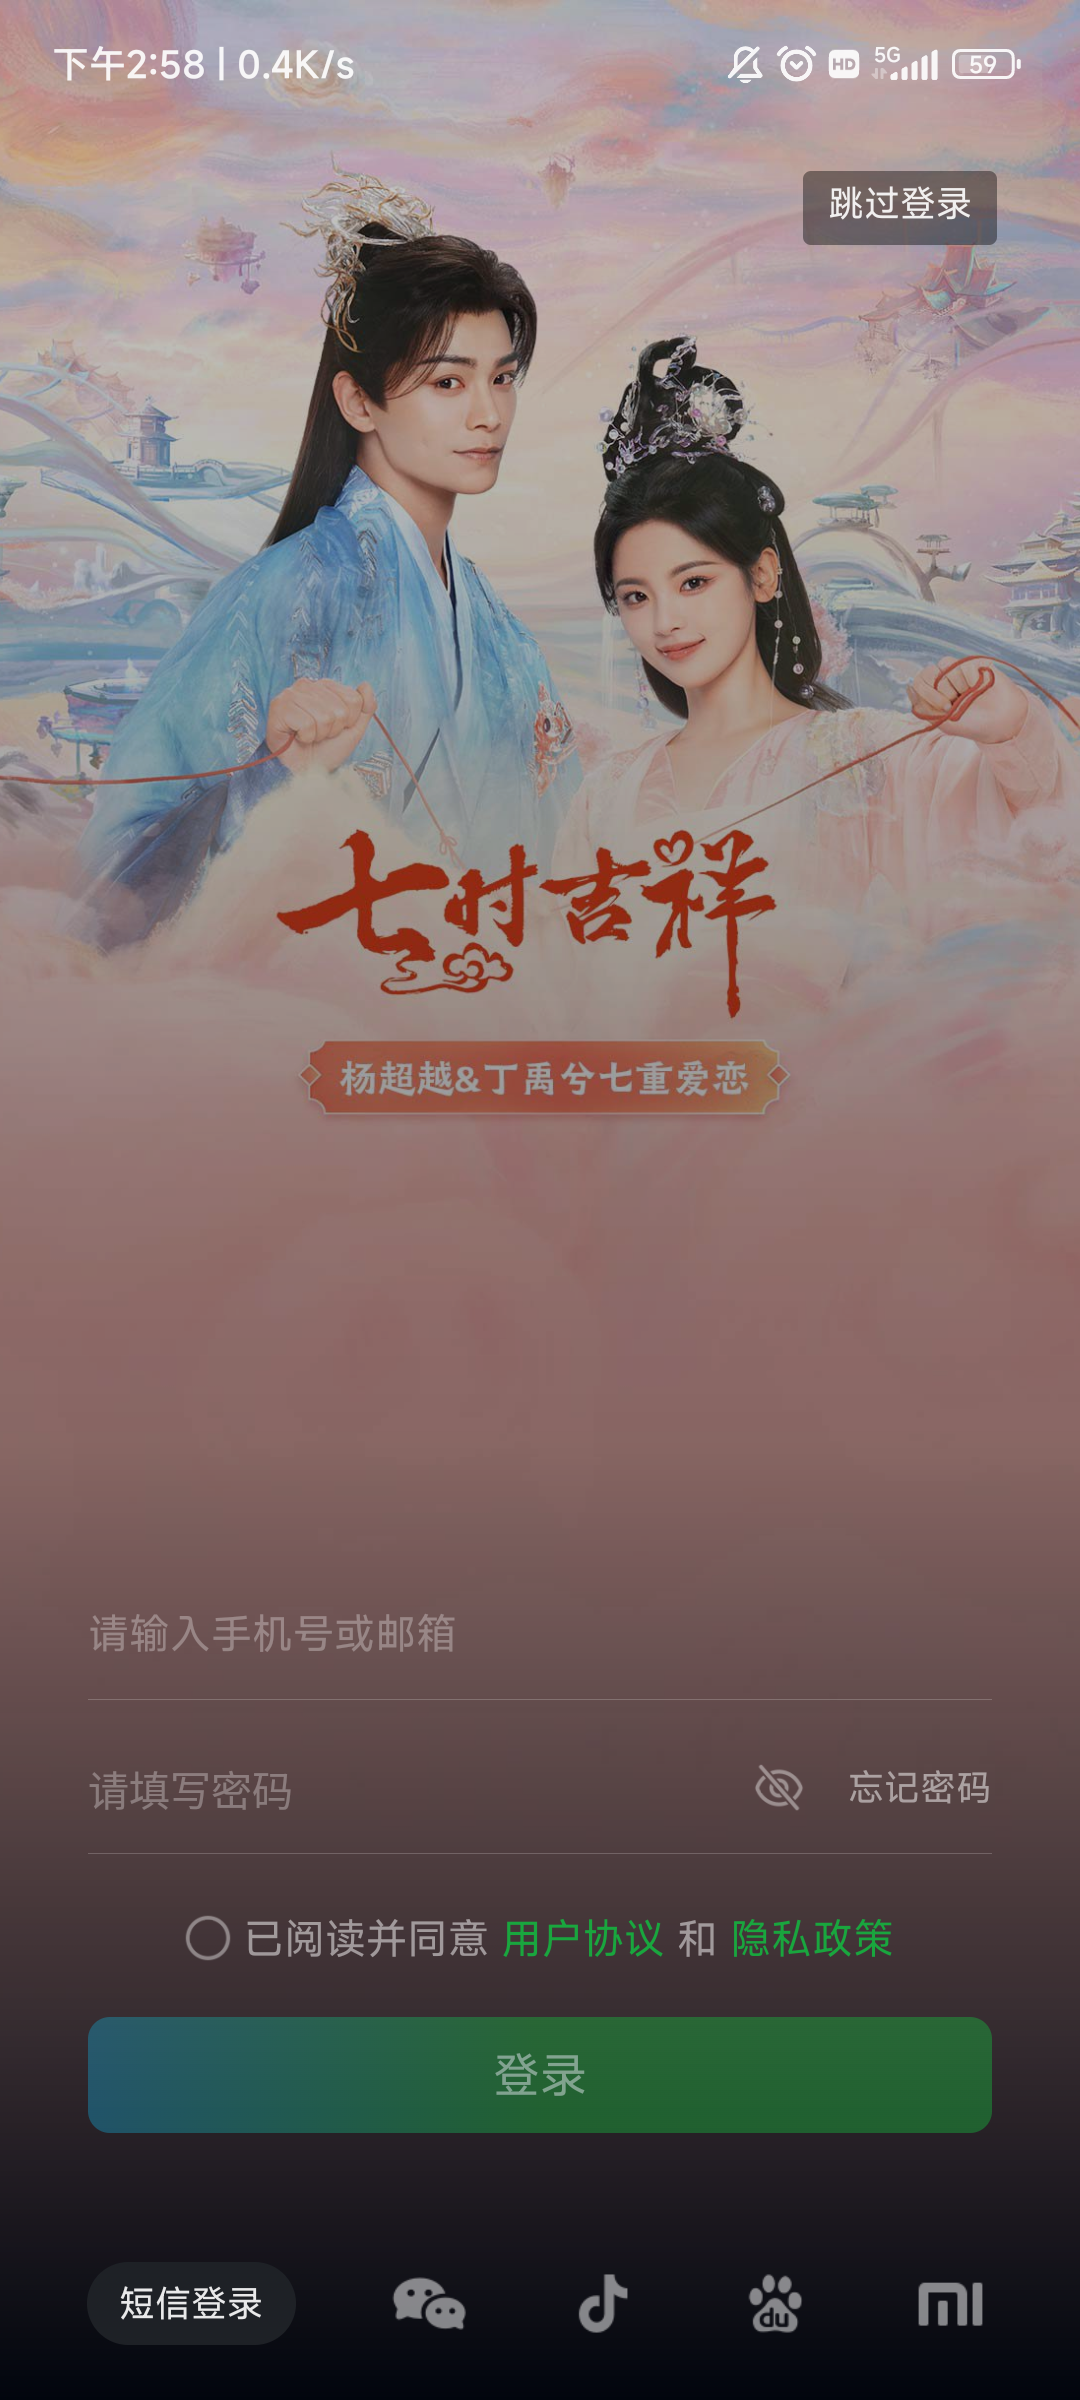 下午2:58 | 0.4K/s
HD 5G 59
跳过登录
七时吉祥
杨超越&丁禹兮七重爱恋
请输入手机号或邮箱
请填写密码 忘记密码
已阅读并同意 用户协议 和 隐私政策
登录
短信登录 du